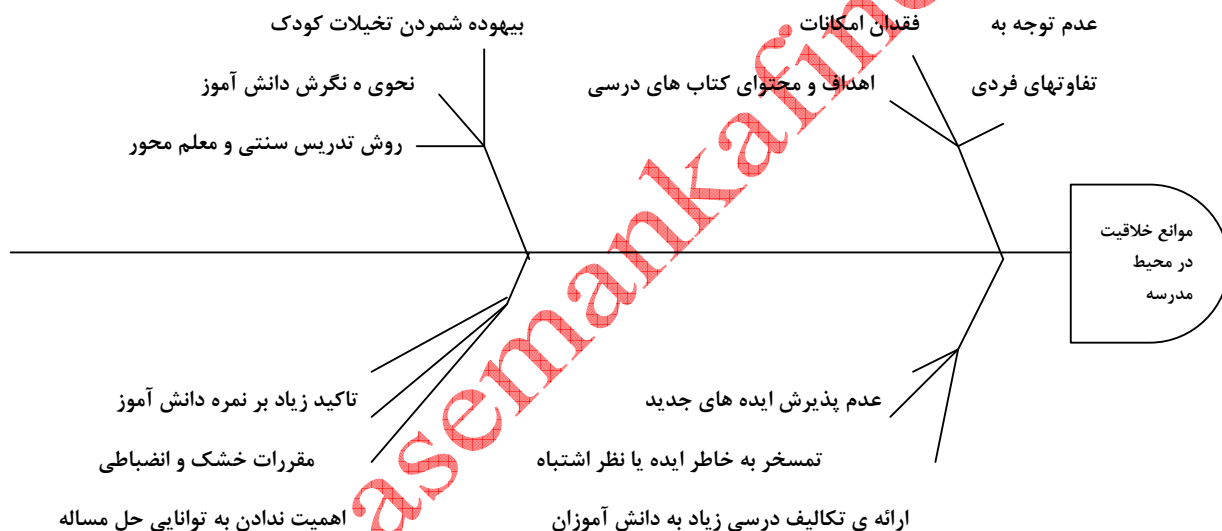 عدم توجه به
فقدان امکانات
بیهوده شمردن تخیلات کودک
تفاوتهای فردی
اهداف و محتوای کتاب های درسی
نحوی ه نگرش دانش آموز
روش تدریس سنتی و معلم محور
موانع خلاقیت
در محیط
مدرسه
عدم پذیرش ایده های جدید
تاکید زیاد بر نمره دانش آموز
تمسخر به خاطر ایده یا نظر اشتباه
مقررات خشک و انضباطی
ارائه ی تکالیف درسی زیاد به دانش آموزان
اهمیت ندادن به توانایی حل مساله
asemankafine